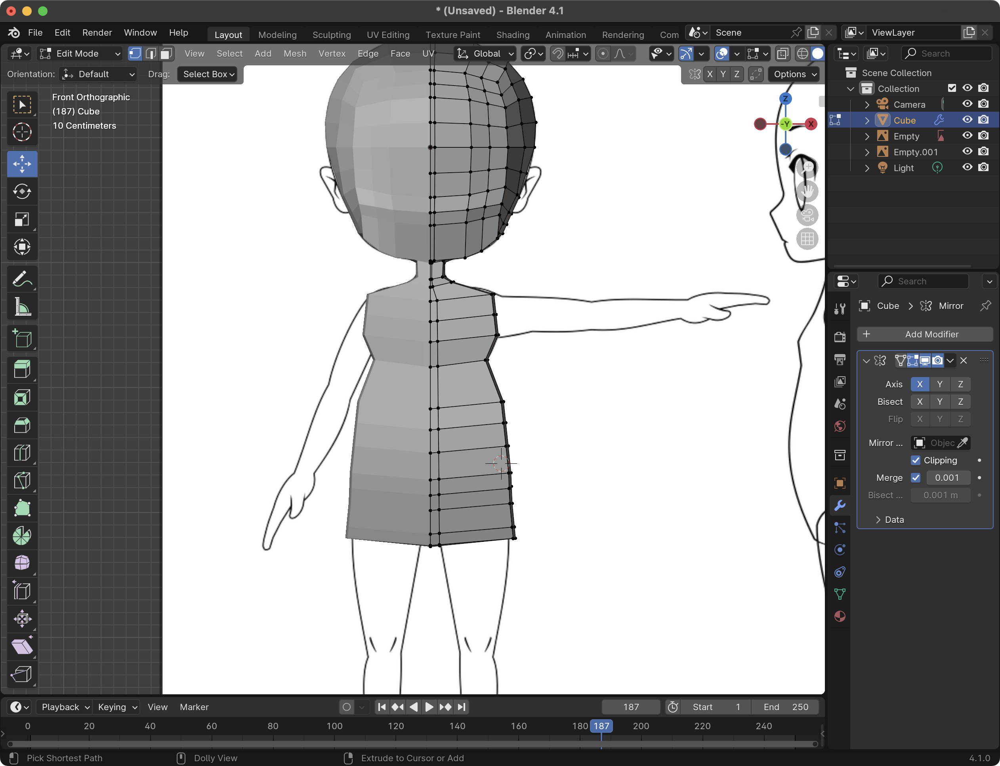 * (Unsaved) - Blender 4.1
File Edit Render Window Help Layout Modeling Sculpting UV Editing Texture Paint Shading Animation Rendering Com Scene ViewLayer
Edit Mode View Select Add Mesh Vertex Edge Face UV Global Search
Orientation: Default Drag: Select Box X Y Z Options
Scene Collection
Collection
Camera
Cube
Empty
Empty.001
Light
Front Orthographic
(187) Cube
10 Centimeters
Z
-Y X
Search
Cube > Mirror
+ Add Modifier
Axis X Y Z
Bisect X Y Z
Flip X Y Z
Mirror ... Objec
Clipping
Merge 0.001
Bisect ... 0.001 m
Data
Playback Keying View Marker 187 Start 1 End 250
0 20 40 60 80 100 120 140 160 180 187 200 220 240
Pick Shortest Path Dolly View Extrude to Cursor or Add 4.1.0